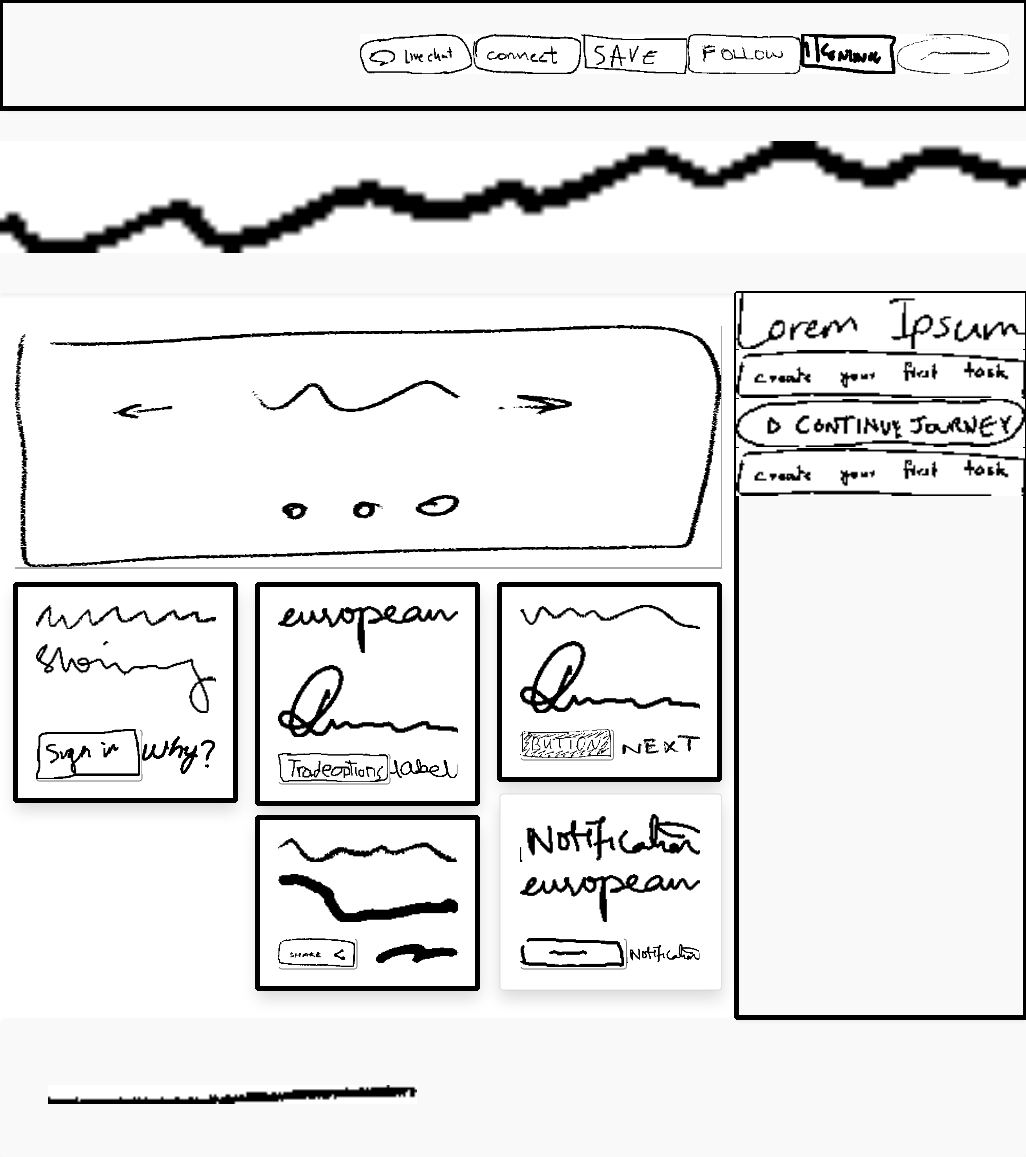 Live chat connect SAVE FOLLOW CONTINUE
Lorem Ipsum
create your first task
CONTINUE JOURNEY
create your first task
Sign in Why?
european
Tradeoptions label
BUTTON NEXT
SHARE
Notification
european
Notification